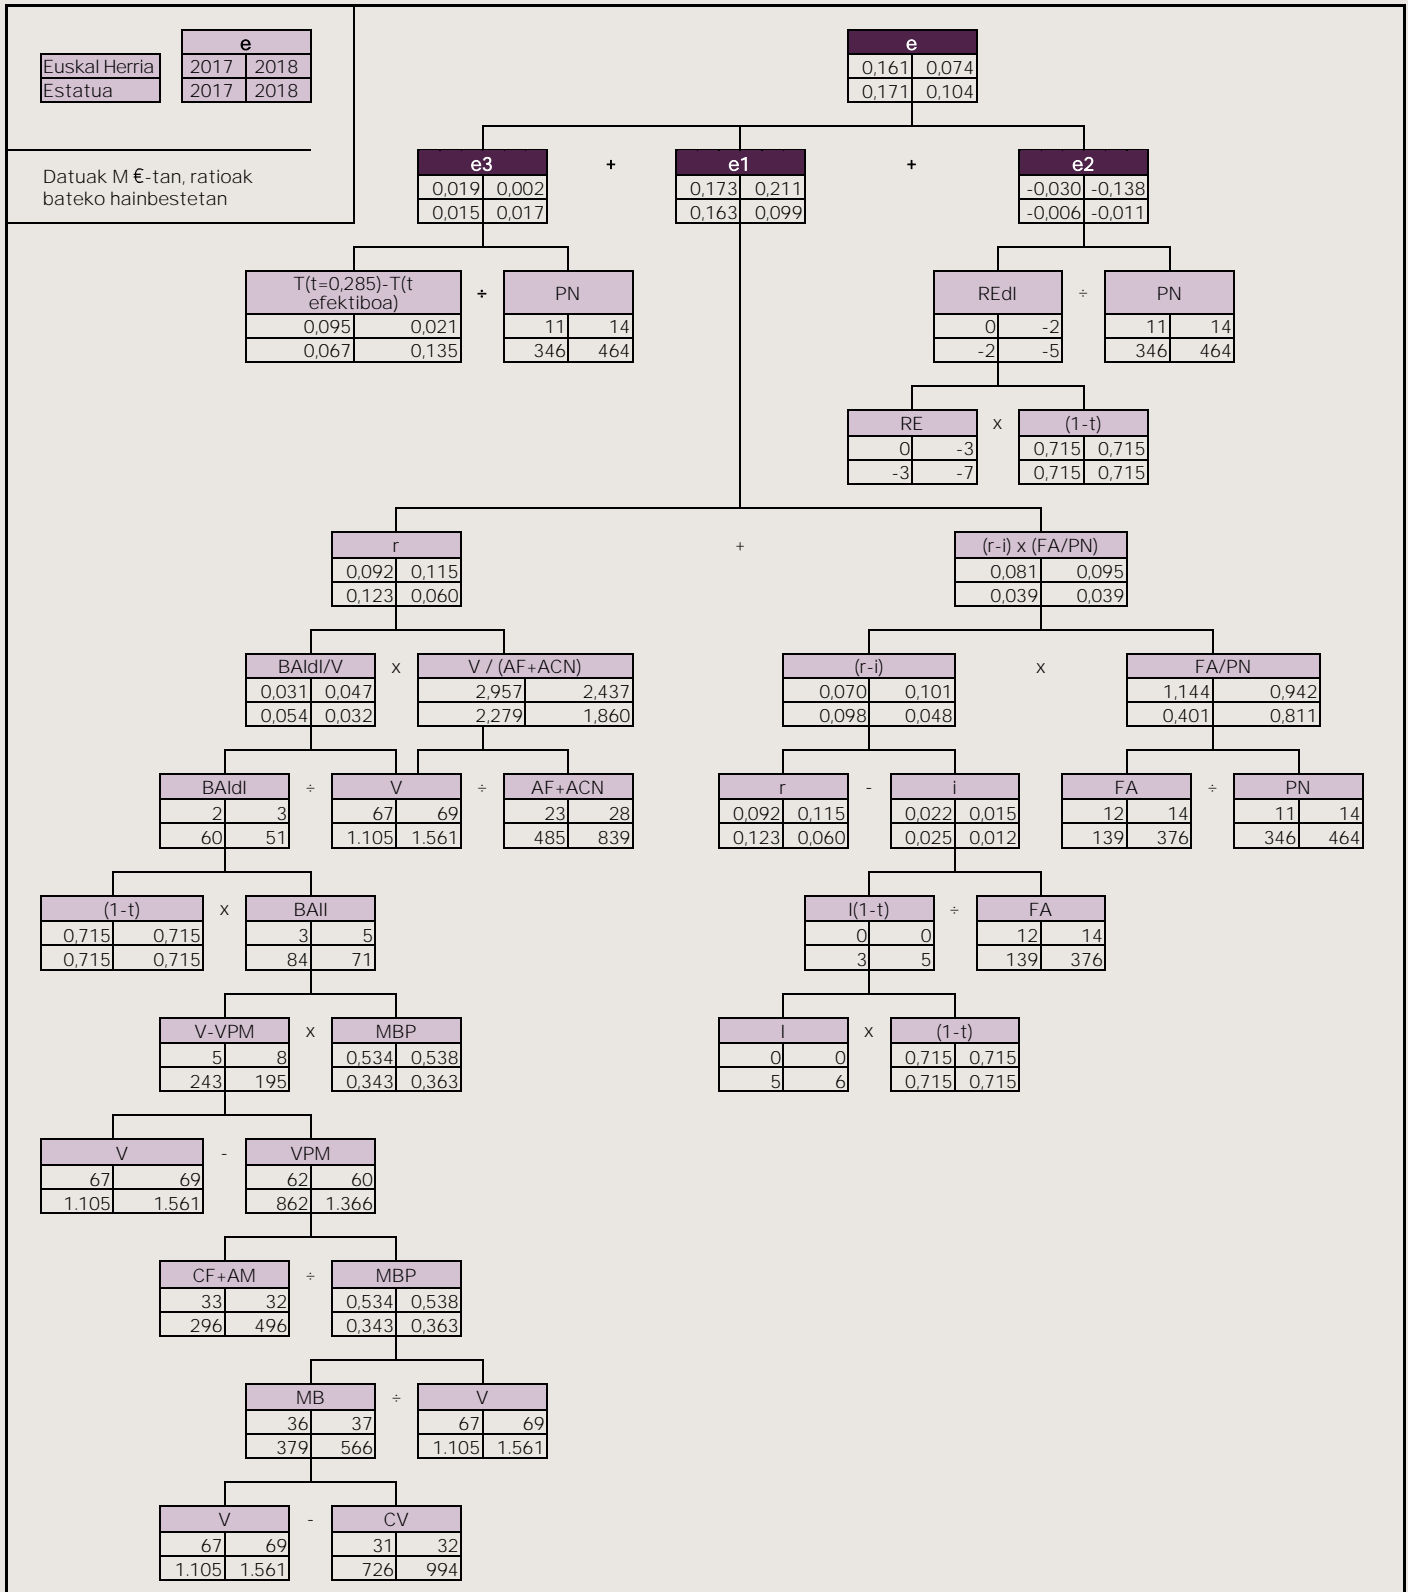 e
Euskal Herria 2017 2018
Estatua 2017 2018
Datuak M €-tan, ratioak
bateko hainbestetan
e
0,161 0,074
0,171 0,104
e3 + e1 + e2
0,019 0,002 0,173 0,211 -0,030 -0,138
0,015 0,017 0,163 0,099 -0,006 -0,011
T(t=0,285)-T(t
efektiboa) ÷ PN REdI ÷ PN
0,095 0,021 11 14 0 -2 11 14
0,067 0,135 346 464 -2 -5 346 464
RE x (1-t)
0 -3 0,715 0,715
-3 -7 0,715 0,715
r + (r-i) x (FA/PN)
0,092 0,115 0,081 0,095
0,123 0,060 0,039 0,039
BAIdI/V x V / (AF+ACN) (r-i) x FA/PN
0,031 0,047 2,957 2,437 0,070 0,101 1,144 0,942
0,054 0,032 2,279 1,860 0,098 0,048 0,401 0,811
BAIdI ÷ V ÷ AF+ACN r - i FA ÷ PN
2 3 67 69 23 28 0,092 0,115 0,022 0,015 12 14 11 14
60 51 1.105 1.561 485 839 0,123 0,060 0,025 0,012 139 376 346 464
(1-t) x BAII I(1-t) ÷ FA
0,715 0,715 3 5 0 0 12 14
0,715 0,715 84 71 3 5 139 376
V-VPM x MBP I x (1-t)
5 8 0,534 0,538 0 0 0,715 0,715
243 195 0,343 0,363 5 6 0,715 0,715
V - VPM
67 69 62 60
1.105 1.561 862 1.366
CF+AM ÷ MBP
33 32 0,534 0,538
296 496 0,343 0,363
MB ÷ V
36 37 67 69
379 566 1.105 1.561
V - CV
67 69 31 32
1.105 1.561 726 994